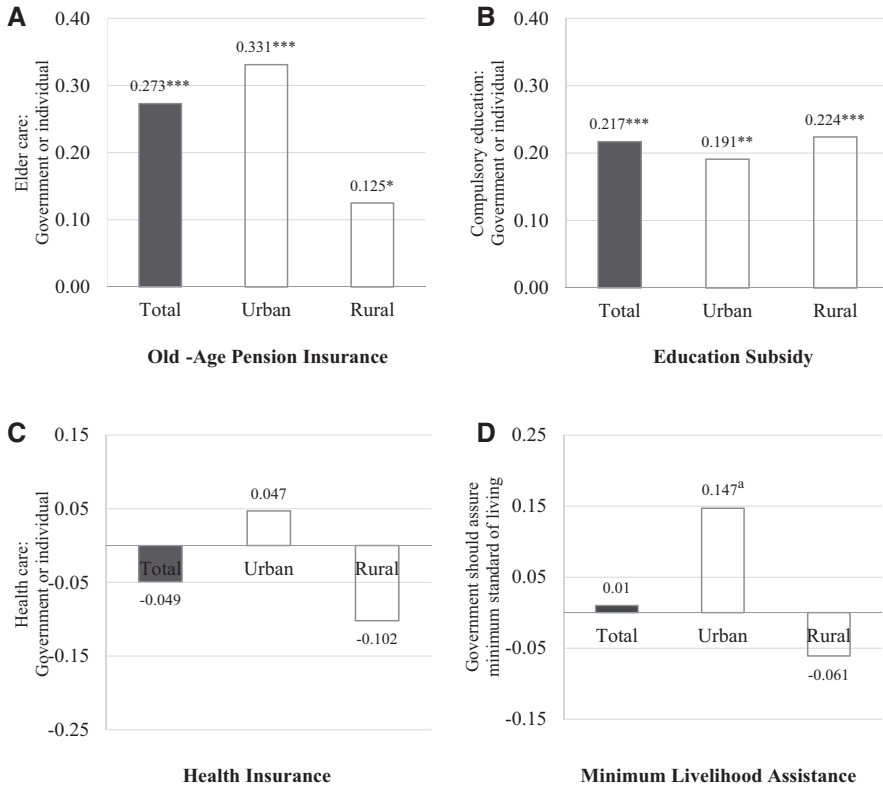 A
Elder care:
Government or individual
0.40
0.30
0.20
0.10
0.00
0.273***
0.331***
0.125*
Total Urban Rural
Old -Age Pension Insurance
B
Compulsory education:
Government or individual
0.40
0.30
0.20
0.10
0.00
0.217***
0.191**
0.224***
Total Urban Rural
Education Subsidy
C
Health care:
Government or individual
0.15
0.05
-0.05
-0.15
-0.25
0.047
Total Urban Rural
-0.049
-0.102
Health Insurance
D
Government should assure
minimum standard of living
0.25
0.15
0.05
-0.05
-0.15
0.147ᵃ
0.01
Total Urban Rural
-0.061
Minimum Livelihood Assistance